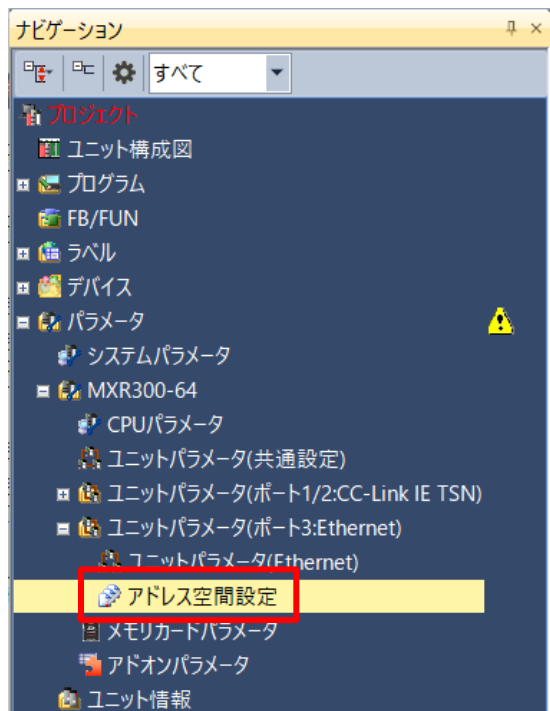 ナビゲーション
すべて
プロジェクト
ユニット構成図
プログラム
FB/FUN
ラベル
デバイス
パラメータ
システムパラメータ
MXR300-64
CPUパラメータ
ユニットパラメータ(共通設定)
ユニットパラメータ(ポート1/2:CC-Link IE TSN)
ユニットパラメータ(ポート3:Ethernet)
ユニットパラメータ(Ethernet)
アドレス空間設定
メモリカードパラメータ
アドオンパラメータ
ユニット情報